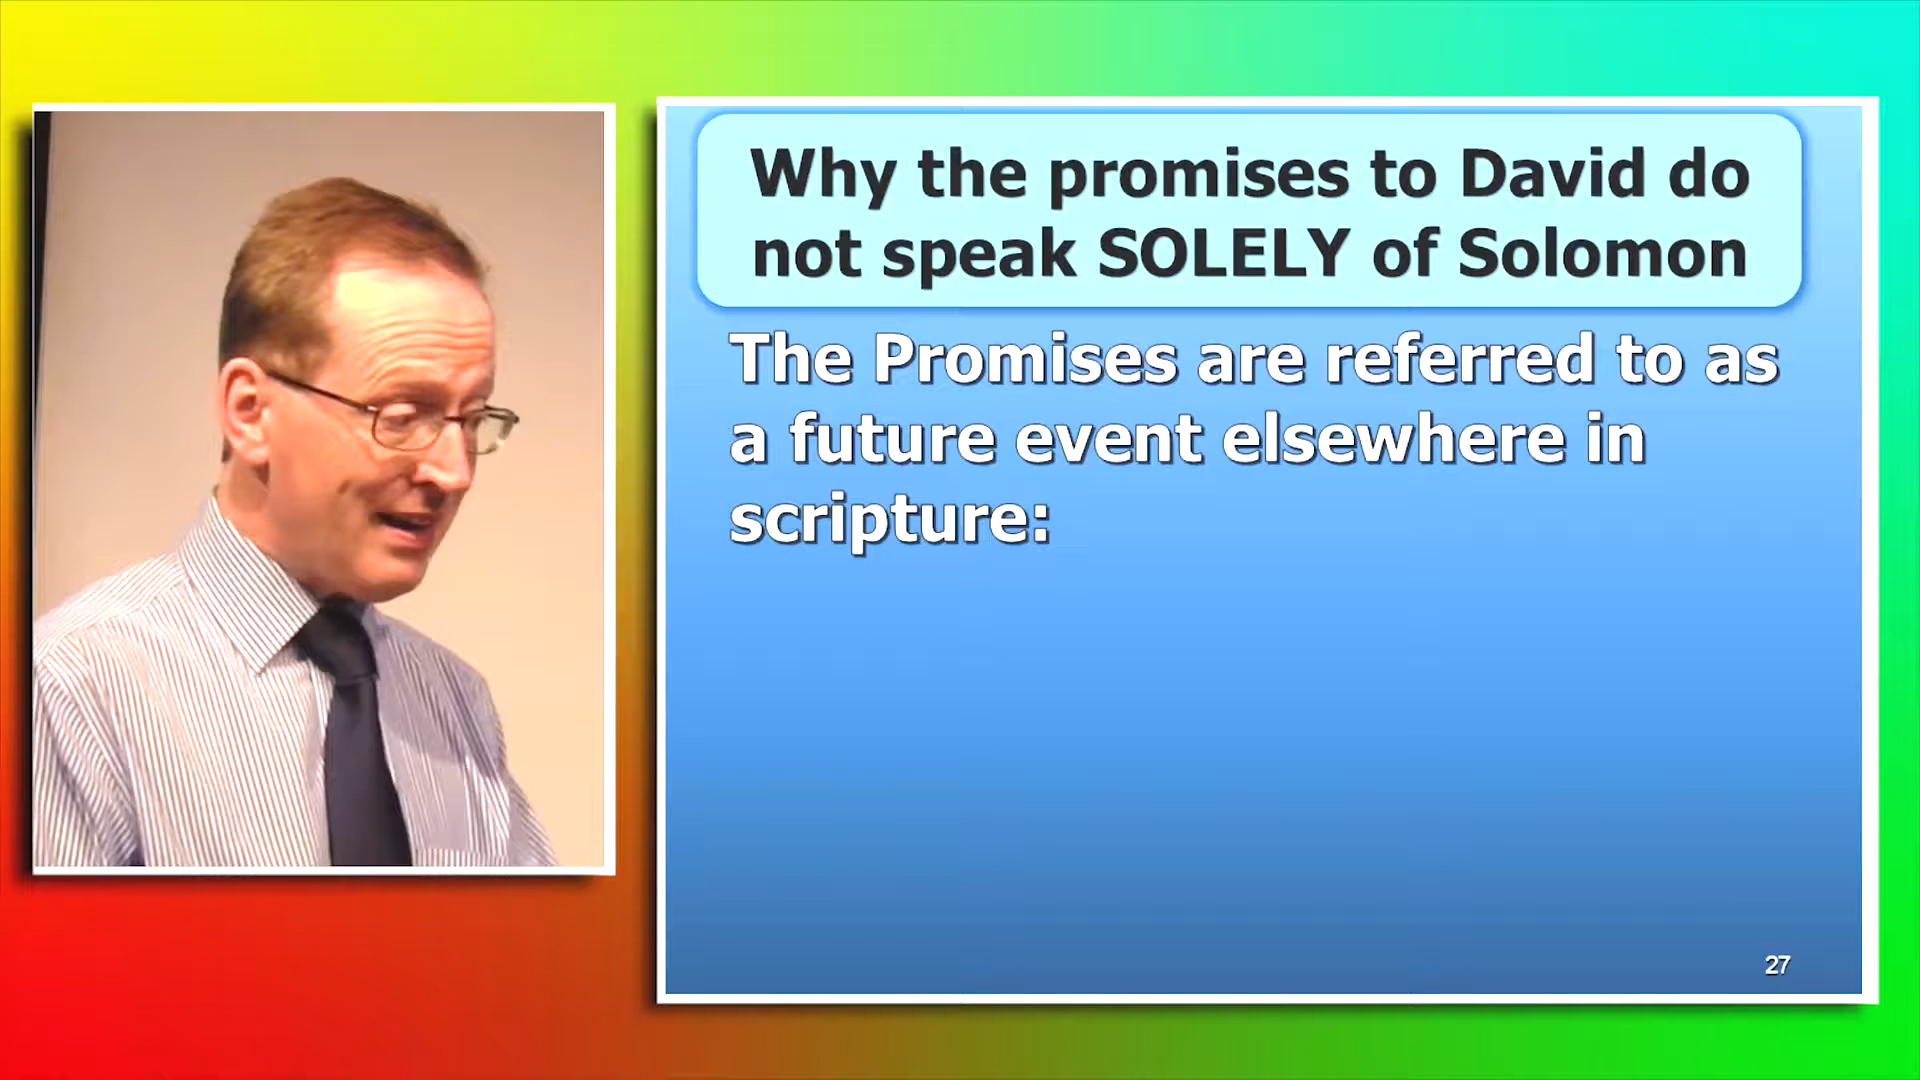 Why the promises to David do
not speak SOLELY of Solomon
The Promises are referred to as
a future event elsewhere in
scripture:
27